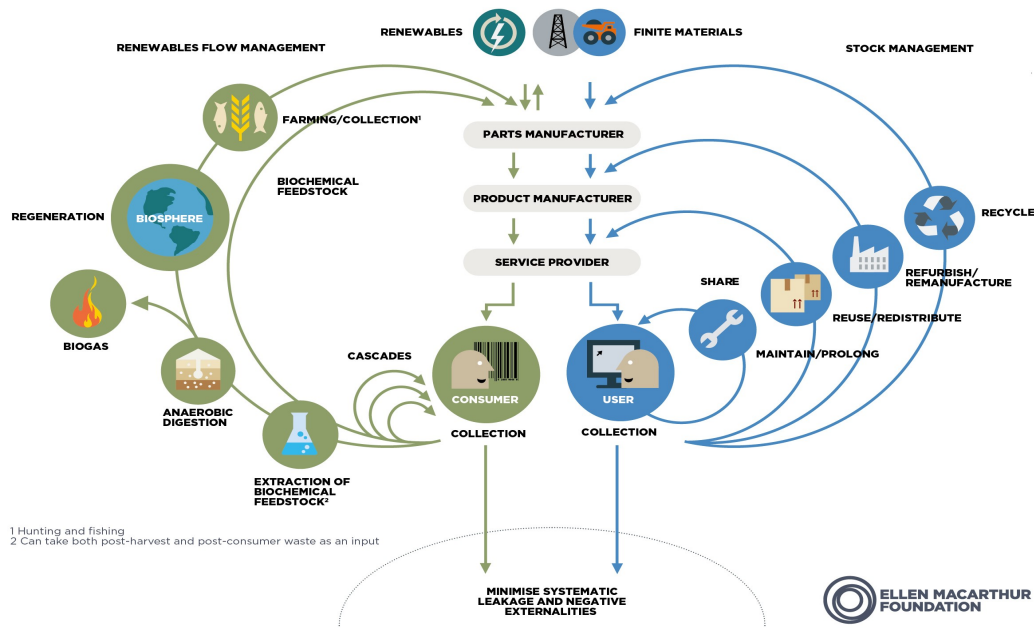 RENEWABLES
FINITE MATERIALS
RENEWABLES FLOW MANAGEMENT
STOCK MANAGEMENT
FARMING/COLLECTION¹
PARTS MANUFACTURER
BIOCHEMICAL
FEEDSTOCK
PRODUCT MANUFACTURER
REGENERATION
BIOSPHERE
RECYCLE
SERVICE PROVIDER
SHARE
REFURBISH/
REMANUFACTURE
REUSE/REDISTRIBUTE
BIOGAS
CASCADES
MAINTAIN/PROLONG
CONSUMER
USER
ANAEROBIC
DIGESTION
COLLECTION
COLLECTION
EXTRACTION OF
BIOCHEMICAL
FEEDSTOCK²
1 Hunting and fishing
2 Can take both post-harvest and post-consumer waste as an input
MINIMISE SYSTEMATIC
LEAKAGE AND NEGATIVE
EXTERNALITIES
ELLEN MACARTHUR
FOUNDATION